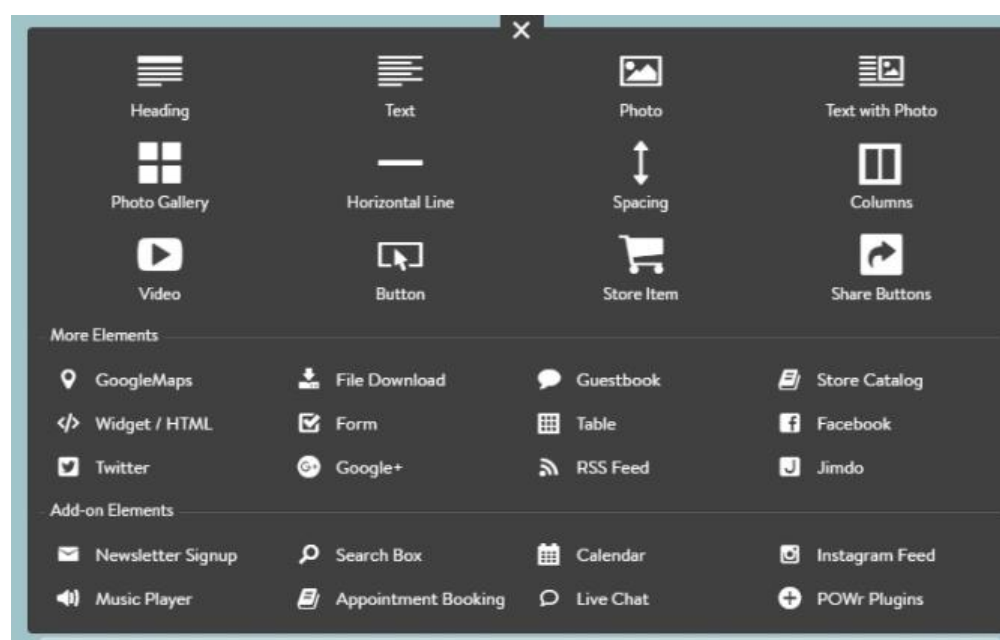 Heading Text Photo Text with Photo
Photo Gallery Horizontal Line Spacing Columns
Video Button Store Item Share Buttons
More Elements
GoogleMaps File Download Guestbook Store Catalog
Widget / HTML Form Table Facebook
Twitter Google+ RSS Feed Jimdo
Add-on Elements
Newsletter Signup Search Box Calendar Instagram Feed
Music Player Appointment Booking Live Chat POWr Plugins